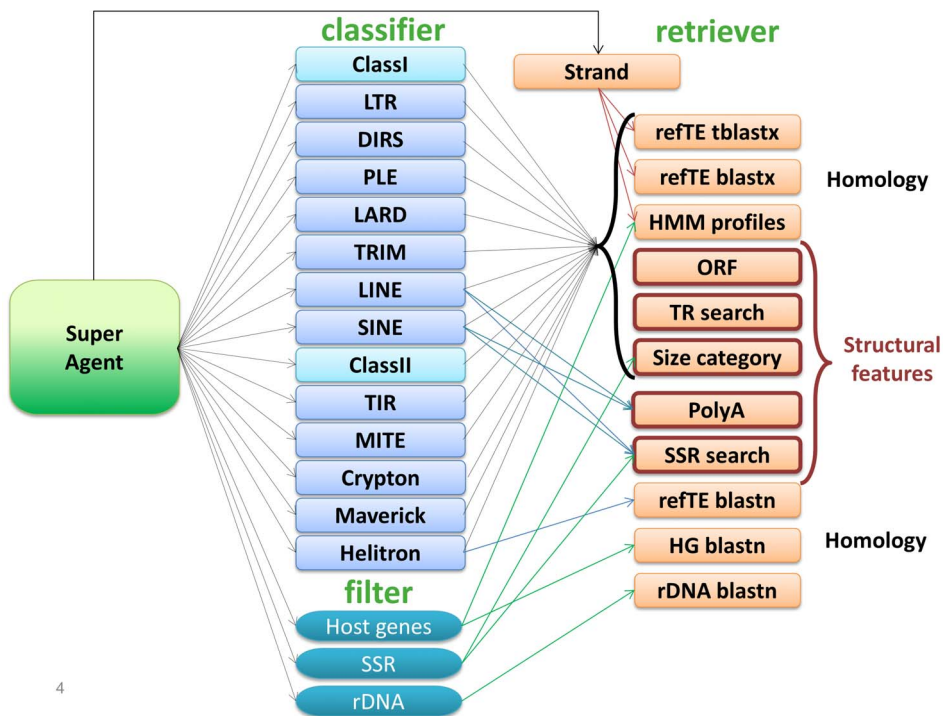 classifier
retriever
ClassI
LTR
DIRS
PLE
LARD
TRIM
LINE
SINE
ClassII
TIR
MITE
Crypton
Maverick
Helitron
Strand
refTE tblastx
refTE blastx
HMM profiles
Homology
ORF
TR search
Size category
PolyA
SSR search
Structural
features
refTE blastn
HG blastn
rDNA blastn
Homology
Super
Agent
filter
Host genes
SSR
rDNA
4